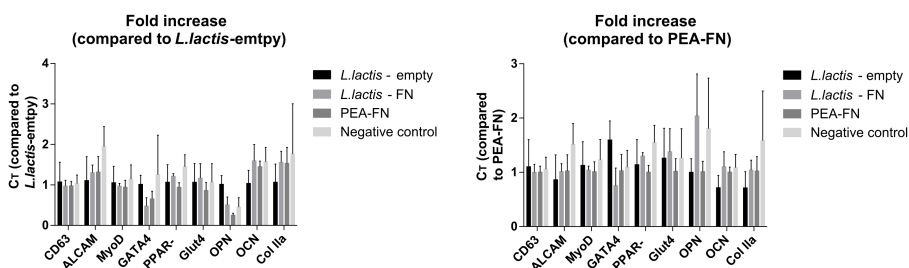 Fold increase
(compared to L.lactis-emtpy)
CT (compared to
L.lactis-emtpy)
4
3
2
1
0
CD63
ALCAM
MyoD
GATA4
PPAR-
Glut4
OPN
OCN
Col IIa
L.lactis - empty
L.lactis - FN
PEA-FN
Negative control
Fold increase
(compared to PEA-FN)
CT (compared
to PEA-FN)
3
2
1
0
CD63
ALCAM
MyoD
GATA4
PPAR-
Glut4
OPN
OCN
Col IIa
L.lactis - empty
L.lactis - FN
PEA-FN
Negative control